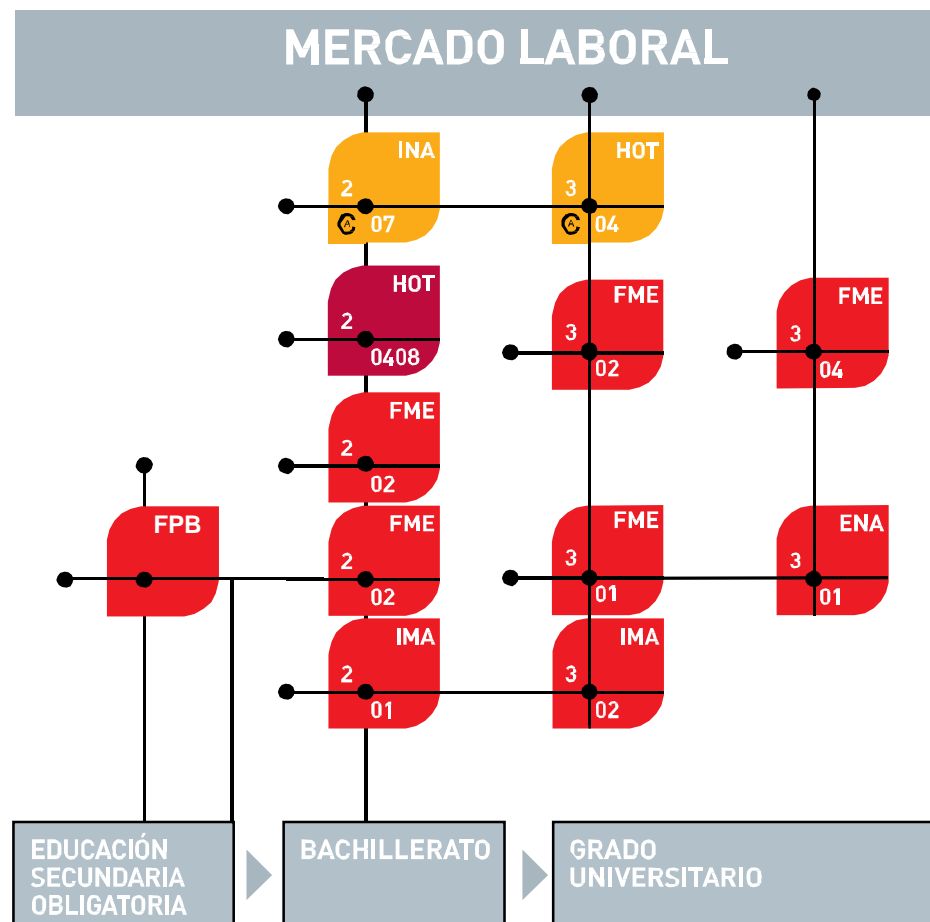 MERCADO LABORAL
INA
2
CA 07
HOT
3
CA 04
HOT
2
0408
FME
3
02
FME
3
04
FME
2
02
FPB
FME
2
02
FME
3
01
ENA
3
01
IMA
2
01
IMA
3
02
EDUCACIÓN
SECUNDARIA
OBLIGATORIA
BACHILLERATO
GRADO
UNIVERSITARIO